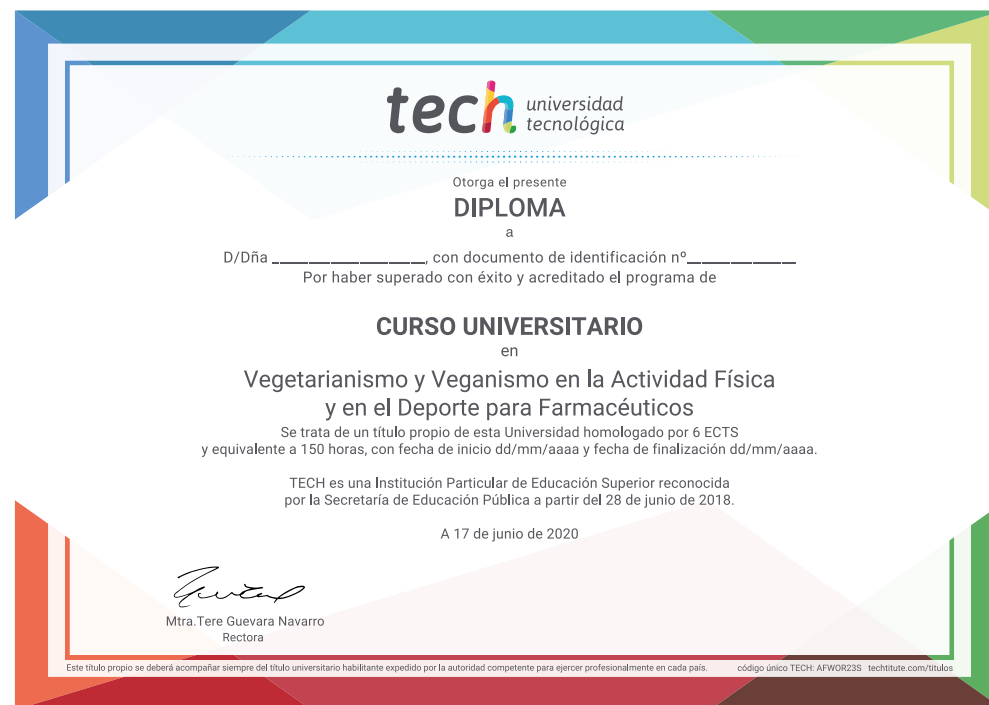 tech universidad
tecnológica
Otorga el presente
DIPLOMA
a
D/Dña ____________________, con documento de identificación nº______________
Por haber superado con éxito y acreditado el programa de
CURSO UNIVERSITARIO
en
Vegetarianismo y Veganismo en la Actividad Física
y en el Deporte para Farmacéuticos
Se trata de un título propio de esta Universidad homologado por 6 ECTS
y equivalente a 150 horas, con fecha de inicio dd/mm/aaaa y fecha de finalización dd/mm/aaaa.
TECH es una Institución Particular de Educación Superior reconocida
por la Secretaría de Educación Pública a partir del 28 de junio de 2018.
A 17 de junio de 2020
Mtra.Tere Guevara Navarro
Rectora
Este título propio se deberá acompañar siempre del título universitario habilitante expedido por la autoridad competente para ejercer profesionalmente en cada país. código único TECH: AFWOR23S techtitute.com/titulos